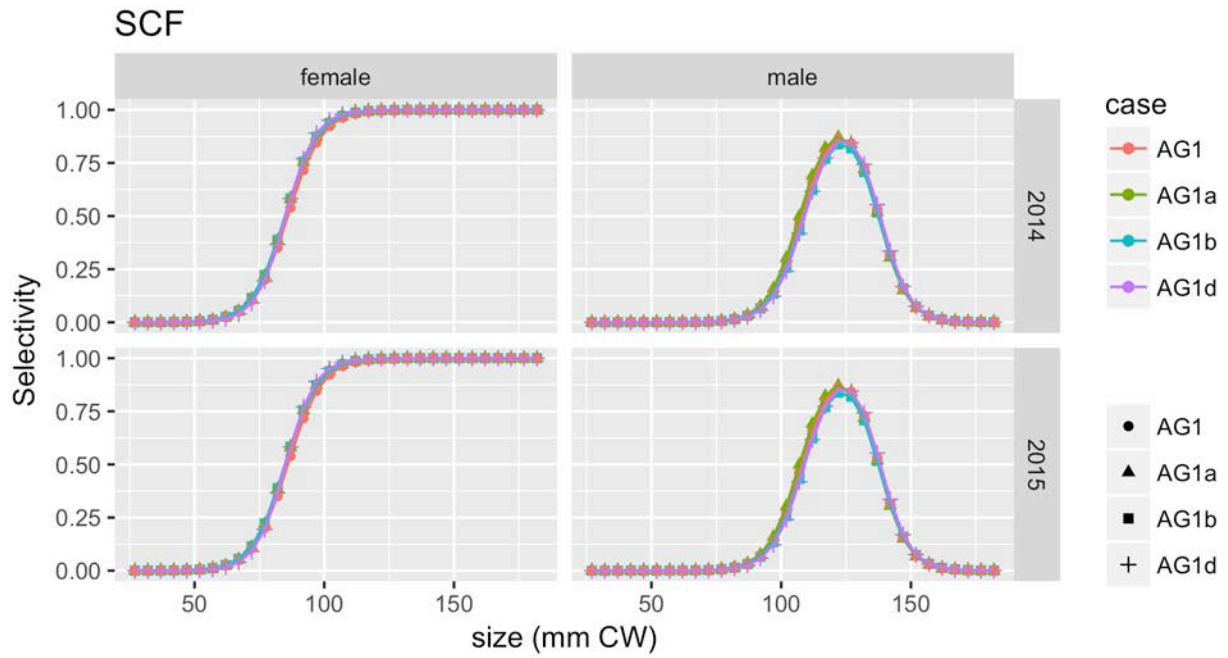 SCF
female male
case
AG1
AG1a
AG1b
AG1d
1.00
0.75
0.50
0.25
0.00
2014
1.00
0.75
0.50
0.25
0.00
2015
Selectivity
AG1
AG1a
AG1b
AG1d
50 100 150 50 100 150
size (mm CW)